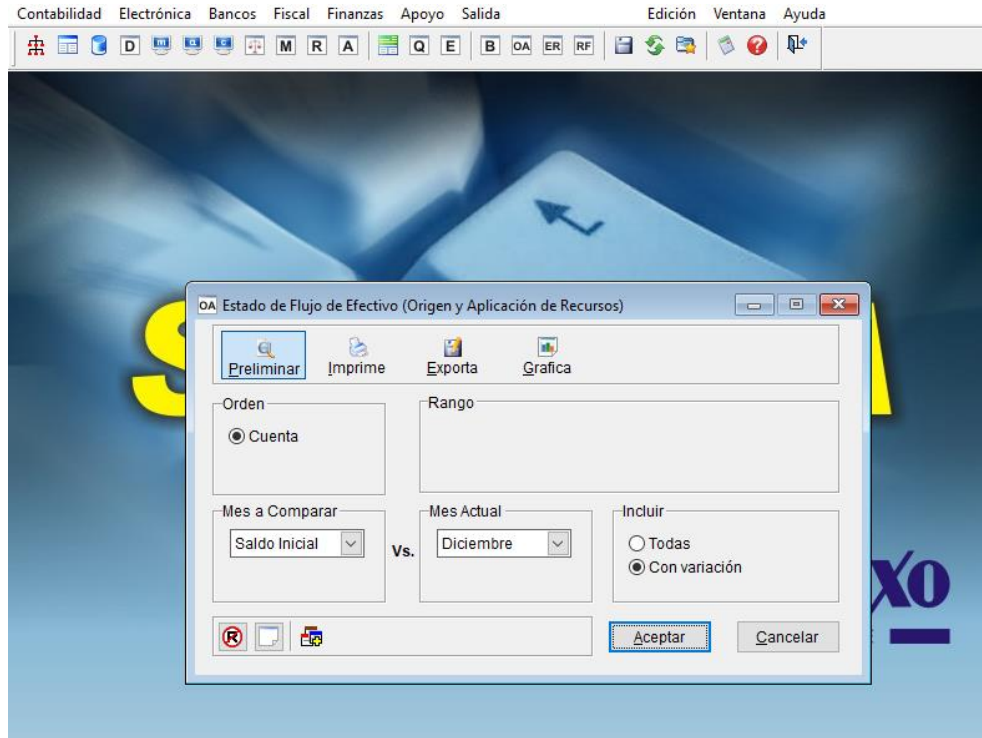 Contabilidad Electrónica Bancos Fiscal Finanzas Apoyo Salida Edición Ventana Ayuda
D m a c M R A Q E B OA ER RF
OA Estado de Flujo de Efectivo (Origen y Aplicación de Recursos)
Preliminar Imprime Exporta Grafica
Orden Rango
Cuenta
Mes a Comparar Mes Actual Incluir
Saldo Inicial Vs. Diciembre Todas
Con variación
R Aceptar Cancelar